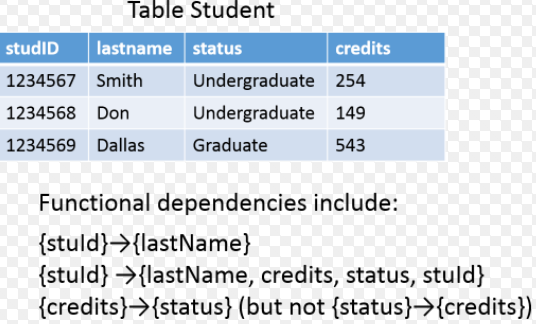 Table Student
studID lastname status credits
1234567 Smith Undergraduate 254
1234568 Don Undergraduate 149
1234569 Dallas Graduate 543
Functional dependencies include:
{stuId}→{lastName}
{stuId} →{lastName, credits, status, stuId}
{credits}→{status} (but not {status}→{credits})